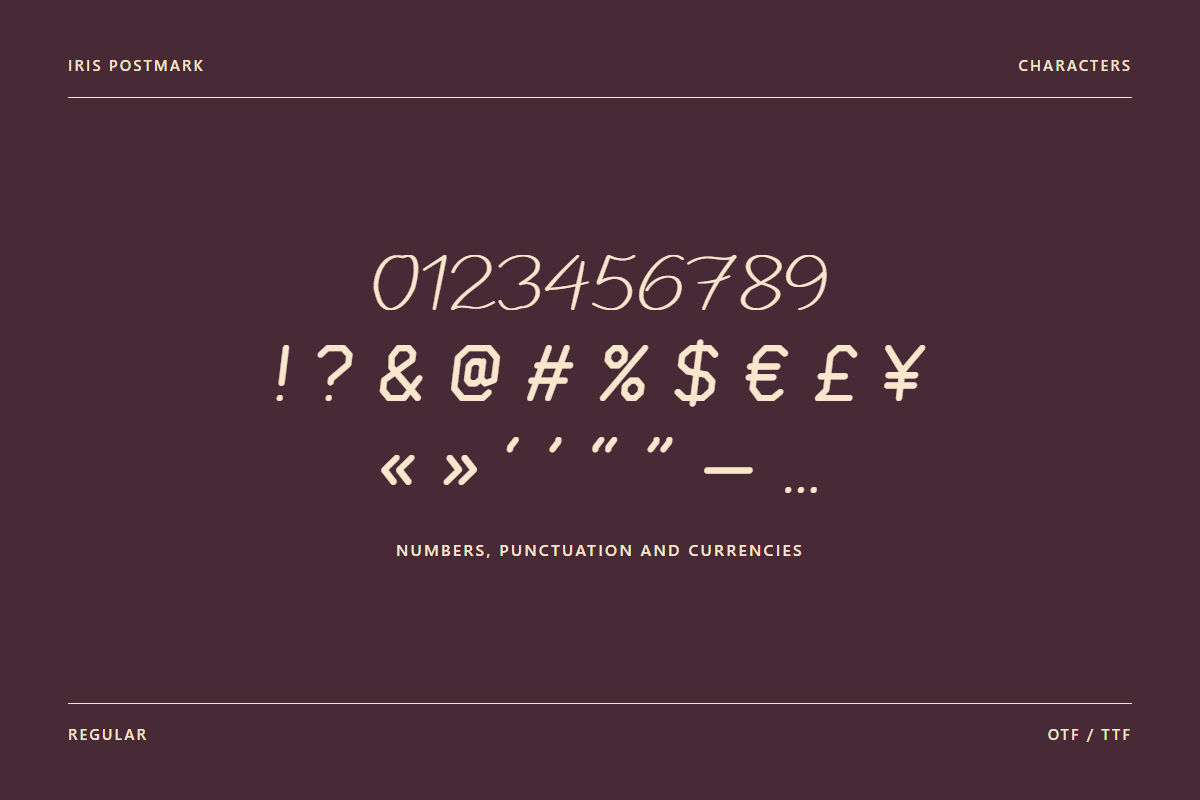 IRIS POSTMARK
CHARACTERS
0123456789
! ? & @ # % $ € £ ¥
« » ‘ ’ “ ” — …
NUMBERS, PUNCTUATION AND CURRENCIES
REGULAR
OTF / TTF